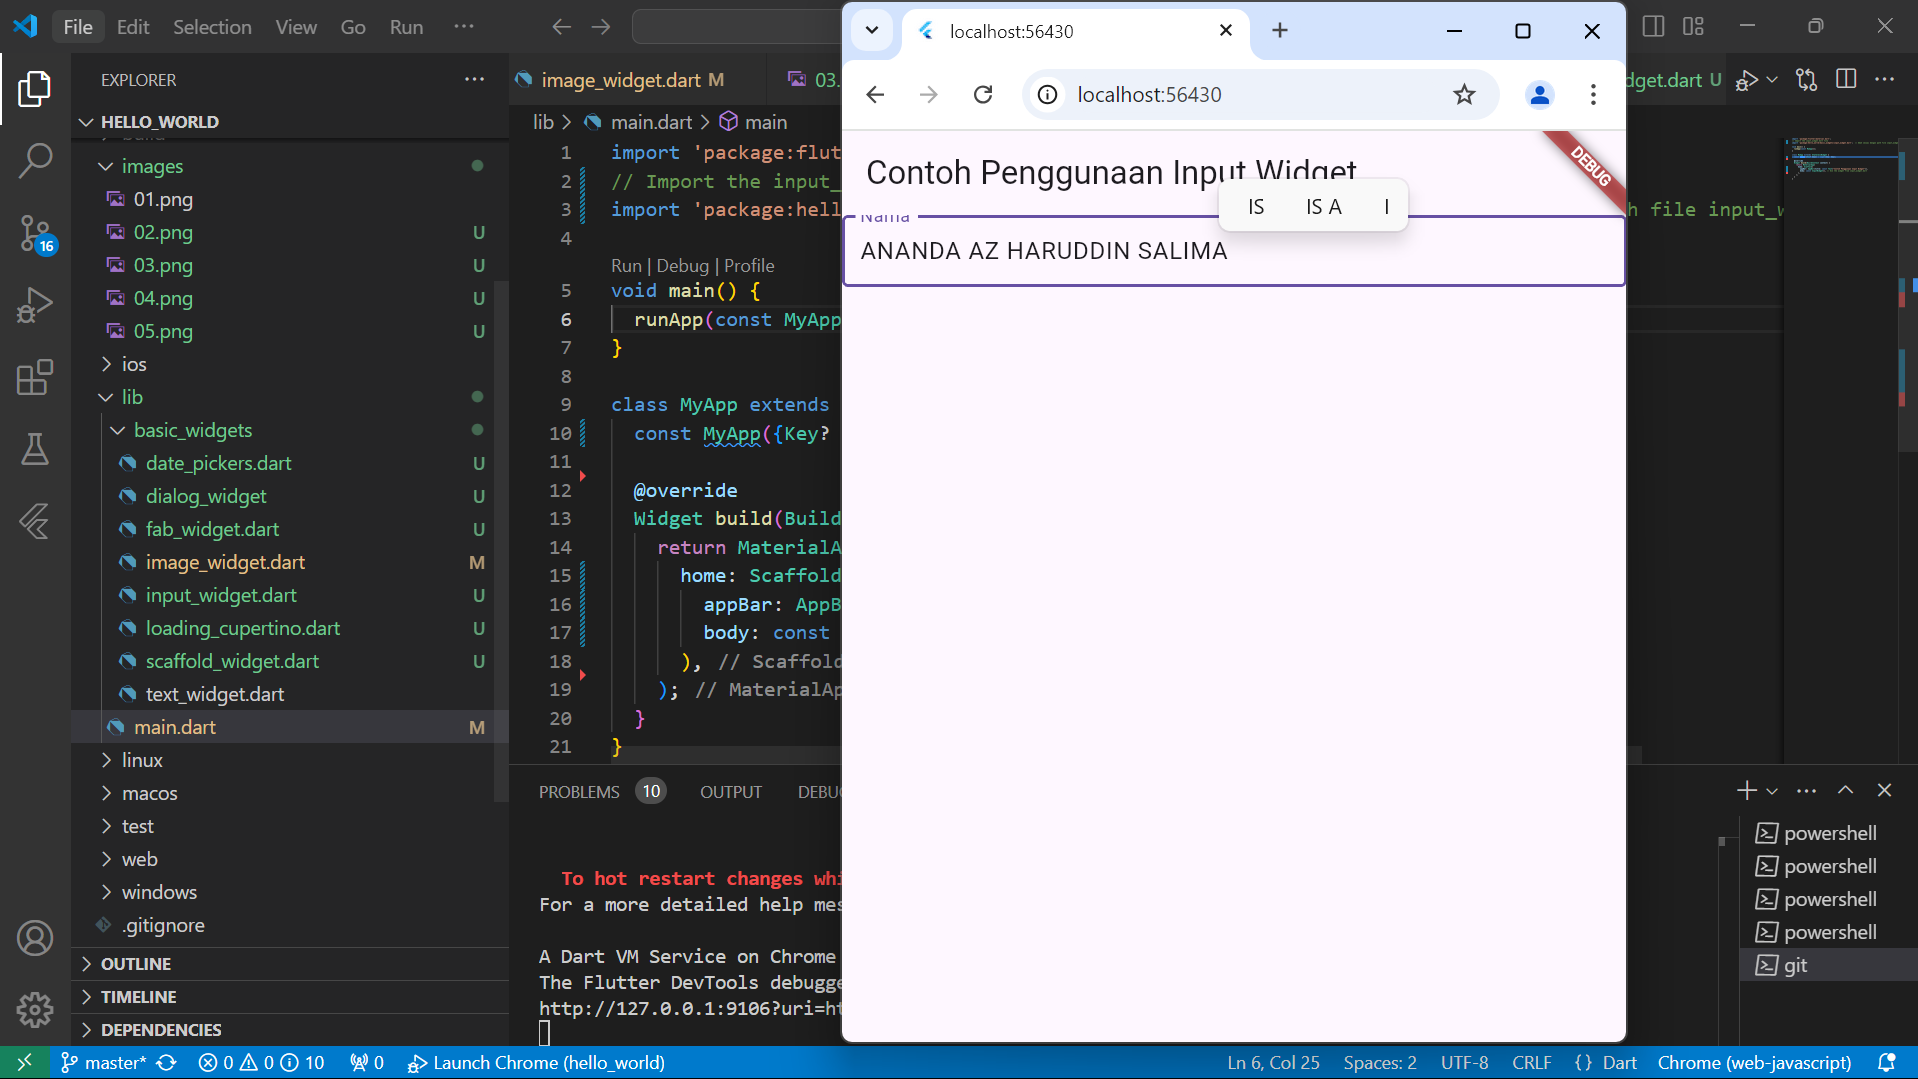 File Edit Selection View Go Run ···
EXPLORER
HELLO_WORLD
images
01.png
02.png U
03.png U
04.png U
05.png U
ios
lib
basic_widgets
date_pickers.dart U
dialog_widget U
fab_widget.dart U
image_widget.dart M
input_widget.dart U
loading_cupertino.dart U
scaffold_widget.dart U
text_widget.dart
main.dart M
linux
macos
test
web
windows
.gitignore
OUTLINE
TIMELINE
DEPENDENCIES
16
image_widget.dart M
03.
dget.dart U
lib > main.dart > main
1 import 'package:flut
2 // Import the input_
3 import 'package:hell
h file input_w
4
Run | Debug | Profile
5 void main() {
6 runApp(const MyApp
7 }
8
9 class MyApp extends
10 const MyApp({Key?
11
12 @override
13 Widget build(Build
14 return MaterialA
15 home: Scaffold
16 appBar: AppB
17 body: const
18 ), // Scaffold
19 ); // MaterialAp
20 }
21 }
PROBLEMS 10 OUTPUT DEBU
To hot restart changes whi
For a more detailed help mes
A Dart VM Service on Chrome
The Flutter DevTools debugge
http://127.0.0.1:9106?uri=ht
powershell
powershell
powershell
powershell
git
localhost:56430
localhost:56430
Contoh Penggunaan Input Widget
DEBUG
IS IS A I
Nama
ANANDA AZ HARUDDIN SALIMA
master* 0 0 10 0 Launch Chrome (hello_world) Ln 6, Col 25 Spaces: 2 UTF-8 CRLF {} Dart Chrome (web-javascript)